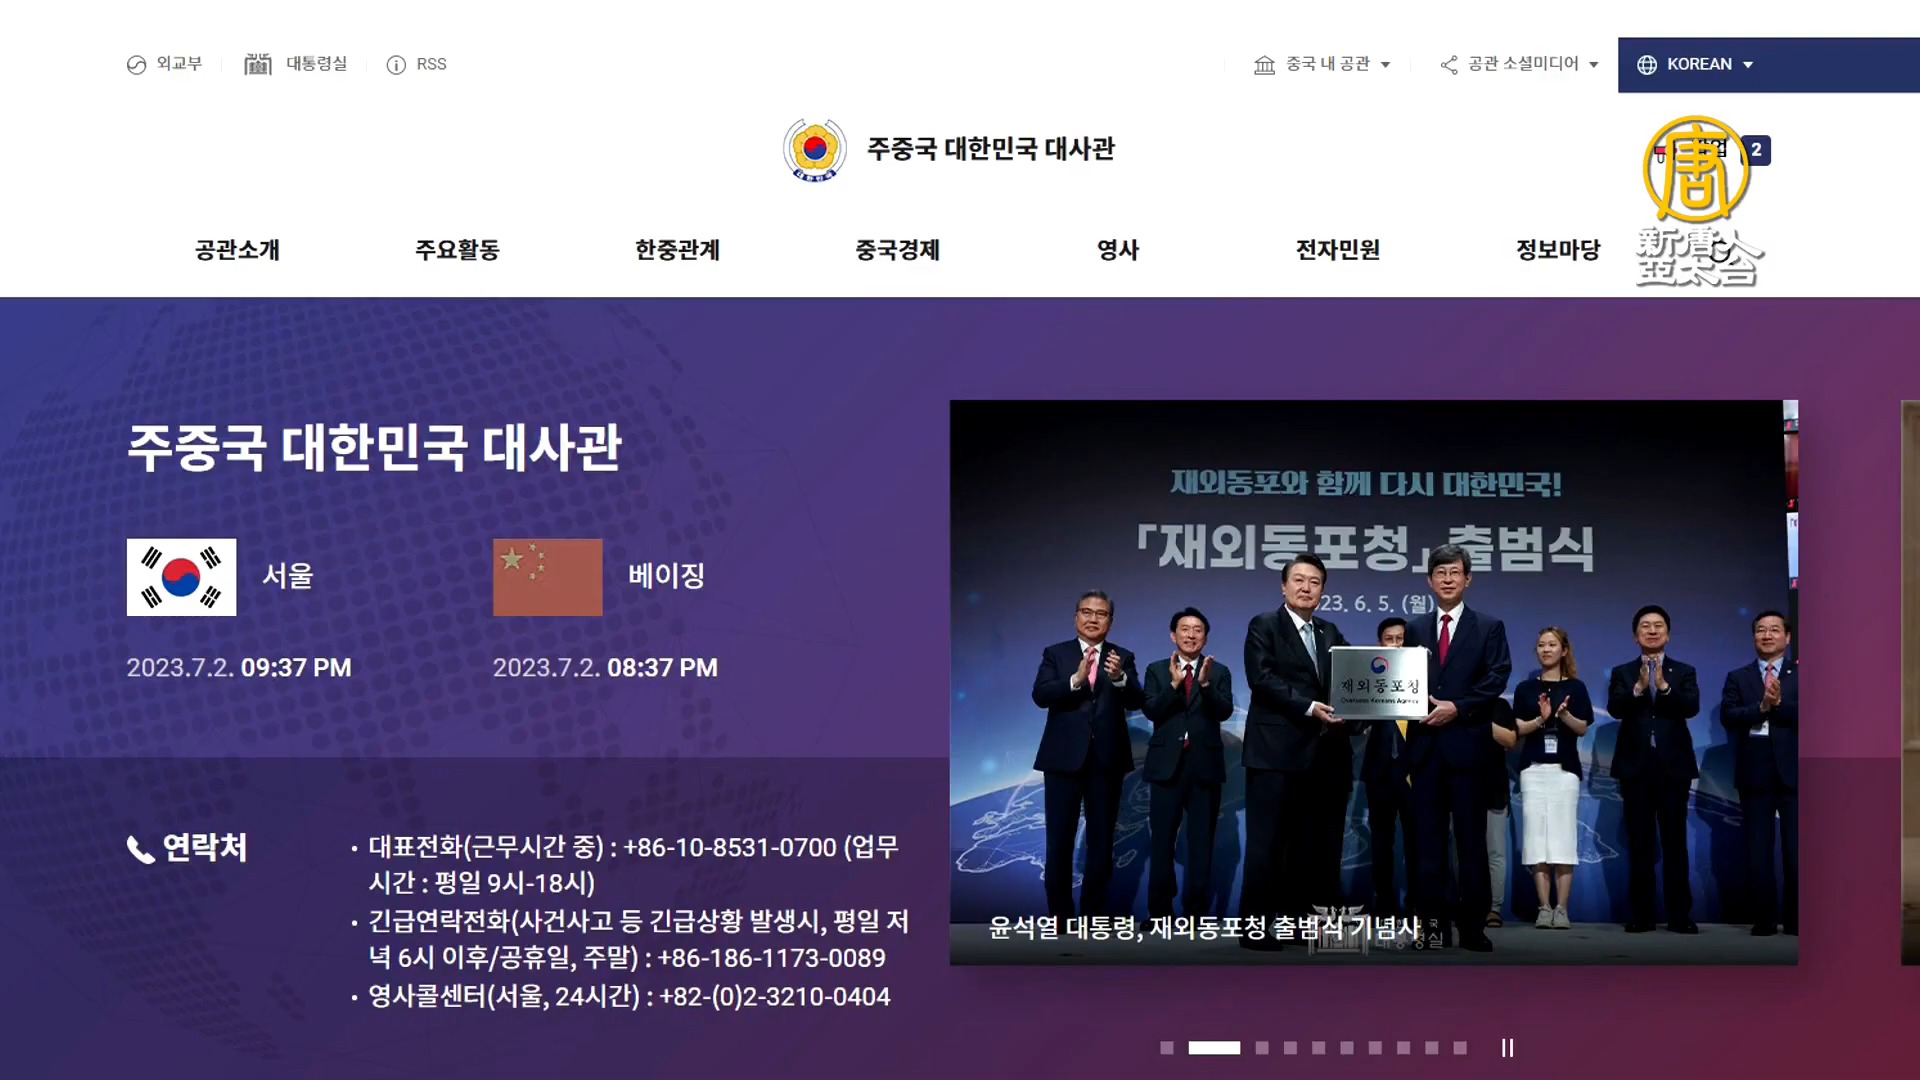 외교부
대통령실
RSS
중국 내 공관
공관 소셜미디어
KOREAN
주중국 대한민국 대사관
2
唐
新唐人
亞太台
공관소개
주요활동
한중관계
중국경제
영사
전자민원
정보마당
주중국 대한민국 대사관
서울
베이징
2023.7.2. 09:37 PM
2023.7.2. 08:37 PM
연락처
• 대표전화(근무시간 중) : +86-10-8531-0700 (업무
시간 : 평일 9시-18시)
• 긴급연락전화(사건사고 등 긴급상황 발생시, 평일 저
녁 6시 이후/공휴일, 주말) : +86-186-1173-0089
• 영사콜센터(서울, 24시간) : +82-(0)2-3210-0404
재외동포와 함께 다시 대한민국!
「재외동포청」 출범식
23. 6. 5. (월)
재외동포청
Overseas Koreans Agency
윤석열 대통령, 재외동포청 출범식 기념사